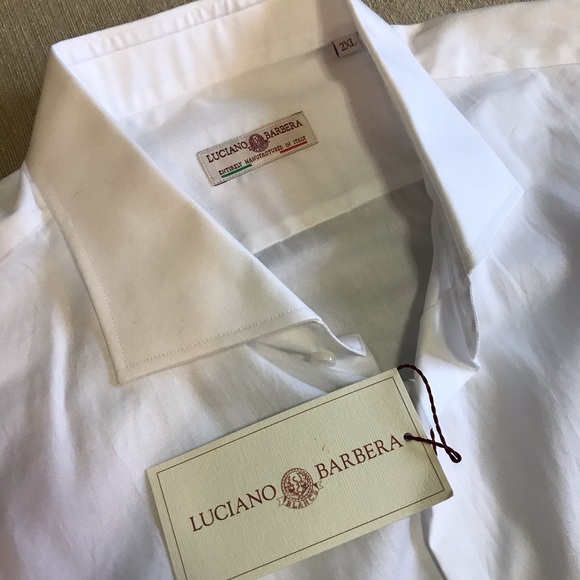 2XL
LUCIANO BARBERA
ENTIRELY MANUFACTURED IN ITALY
LUCIANO BARBERA